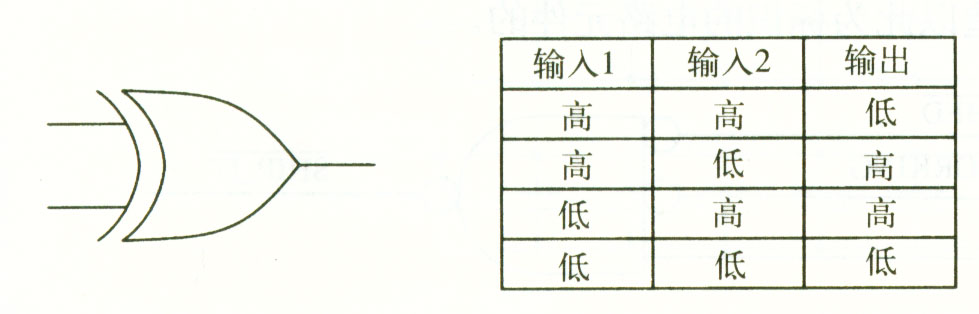 输入1 输入2 输出
高 高 低
高 低 高
低 高 高
低 低 低